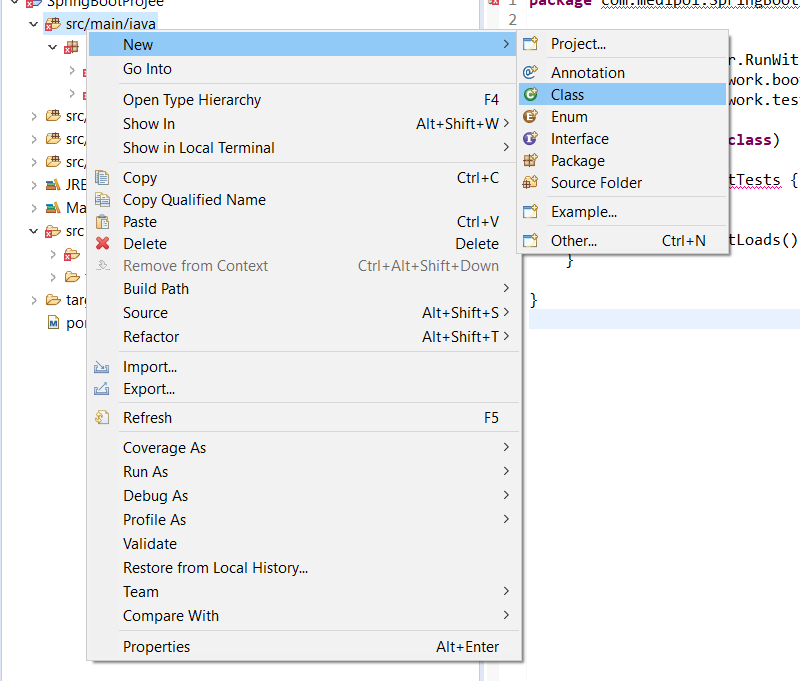 SpringBootProjee
src/main/java
src/
src/
src/
JRE
src
New
Go Into
Open Type Hierarchy F4
Show In Alt+Shift+W
Show in Local Terminal
Copy Ctrl+C
Copy Qualified Name
Paste Ctrl+V
Delete Delete
Remove from Context Ctrl+Alt+Shift+Down
Build Path
Source Alt+Shift+S
Refactor Alt+Shift+T
Import...
Export...
Refresh F5
Coverage As
Run As
Debug As
Profile As
Validate
Restore from Local History...
Team
Compare With
Properties Alt+Enter
Project...
Annotation
Class
Enum
Interface
Package
Source Folder
Example...
Other... Ctrl+N
1 package com.medipol.SpringBoot
2
r.RunWit
work.boo
work.test
class)
tTests {
tLoads()
}
}